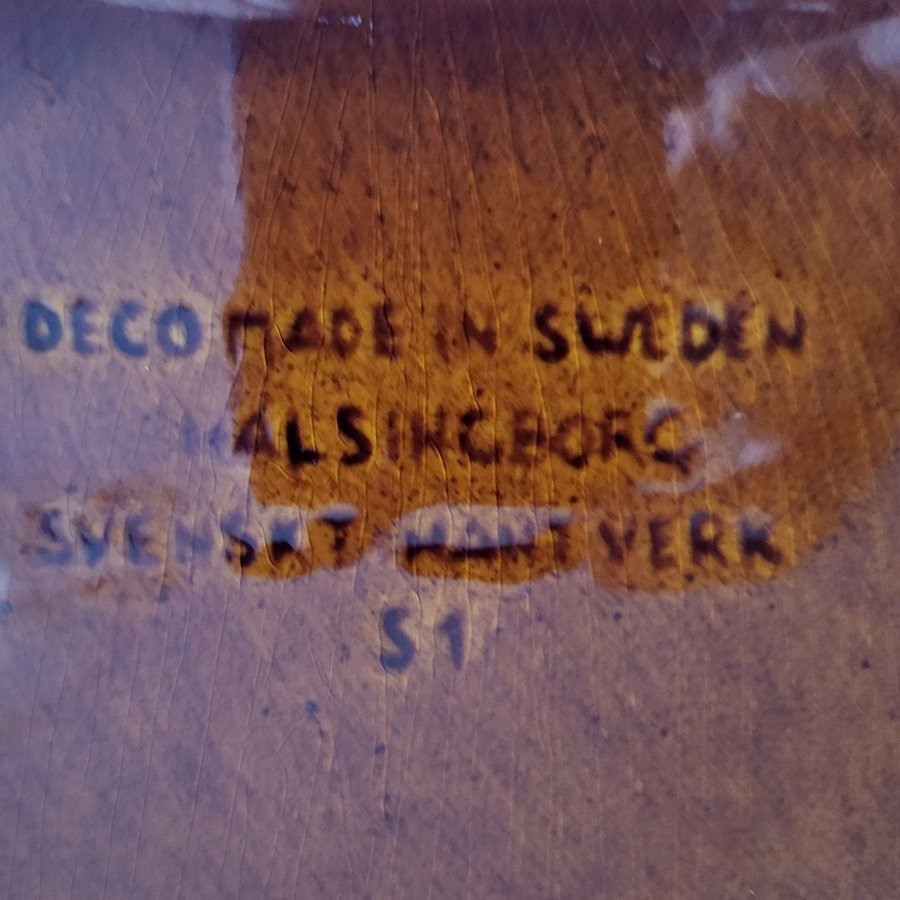 DECO MADE IN SWEDEN
HALSINGBORG
SVENSKT HANTVERK
S1